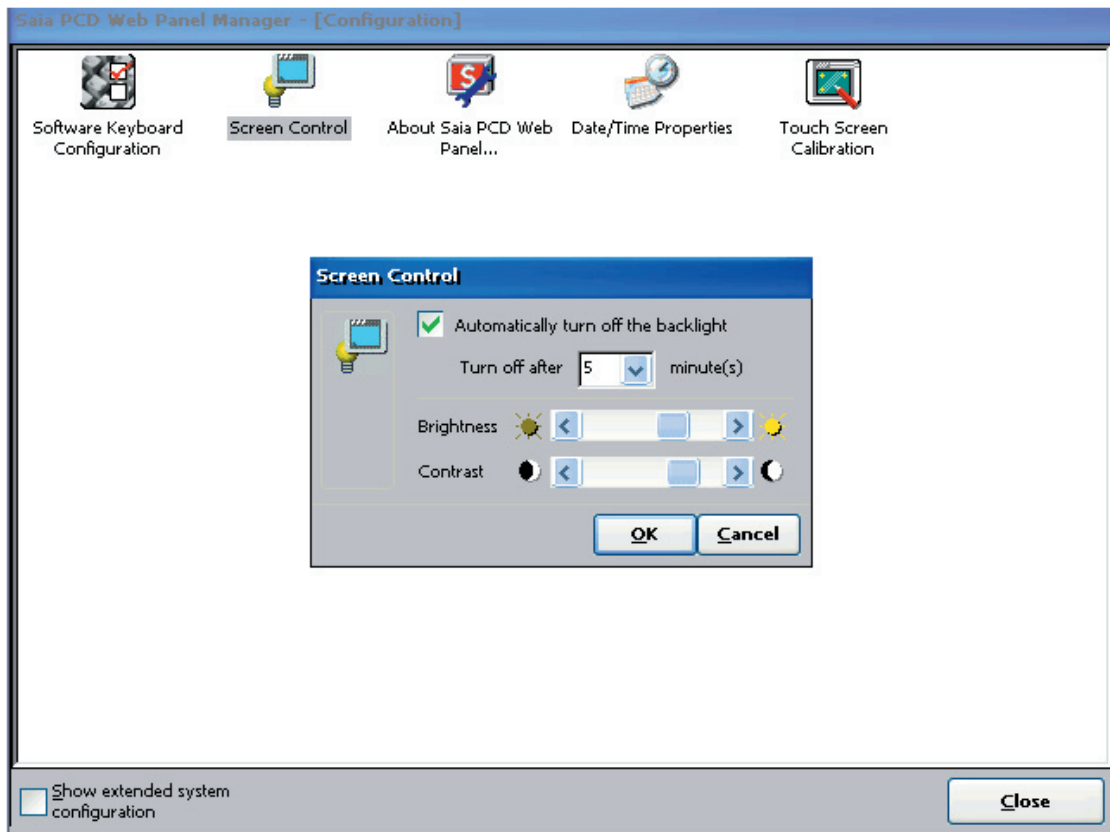 Saia PCD Web Panel Manager - [Configuration]
Software Keyboard
Configuration
Screen Control
About Saia PCD Web
Panel...
Date/Time Properties
Touch Screen
Calibration
Screen Control
Automatically turn off the backlight
Turn off after 5 minute(s)
Brightness
Contrast
OK Cancel
Show extended system
configuration
Close